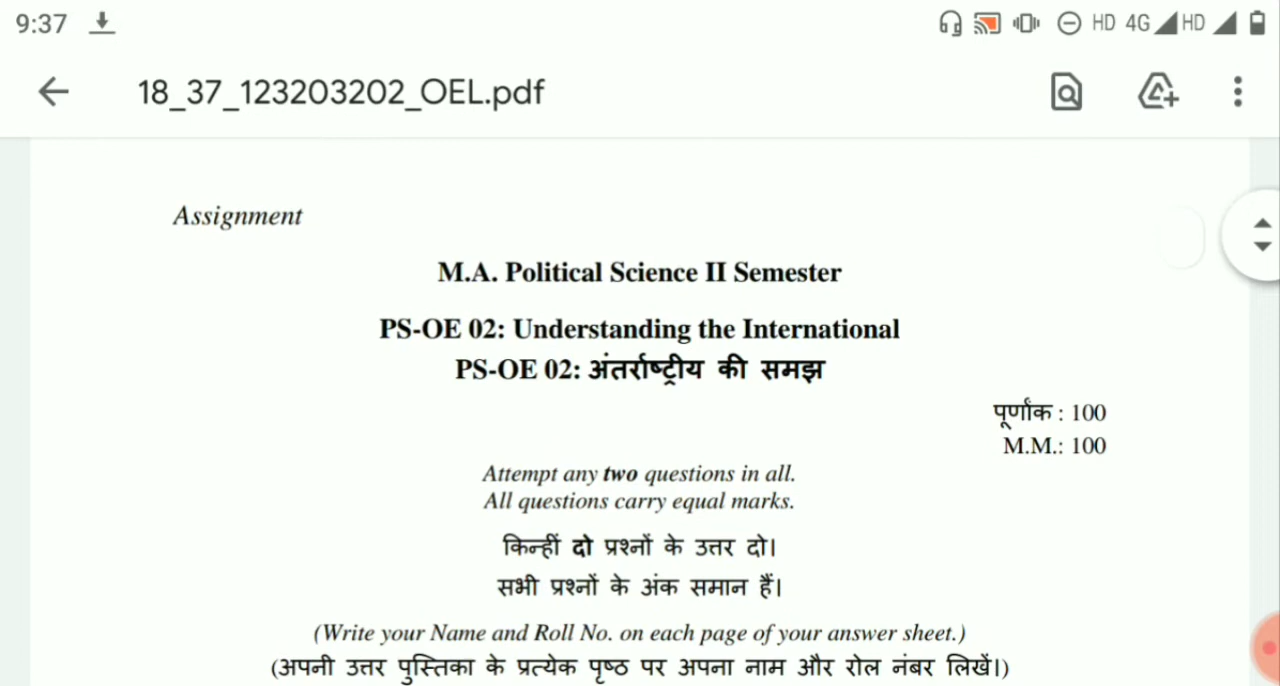 9:37 HD 4G HD
18_37_123203202_OEL.pdf
Assignment
M.A. Political Science II Semester
PS-OE 02: Understanding the International
PS-OE 02: अंतर्राष्ट्रीय की समझ
पूर्णांक : 100
M.M.: 100
Attempt any two questions in all.
All questions carry equal marks.
किन्हीं दो प्रश्नों के उत्तर दो।
सभी प्रश्नों के अंक समान हैं।
(Write your Name and Roll No. on each page of your answer sheet.)
(अपनी उत्तर पुस्तिका के प्रत्येक पृष्ठ पर अपना नाम और रोल नंबर लिखें।)